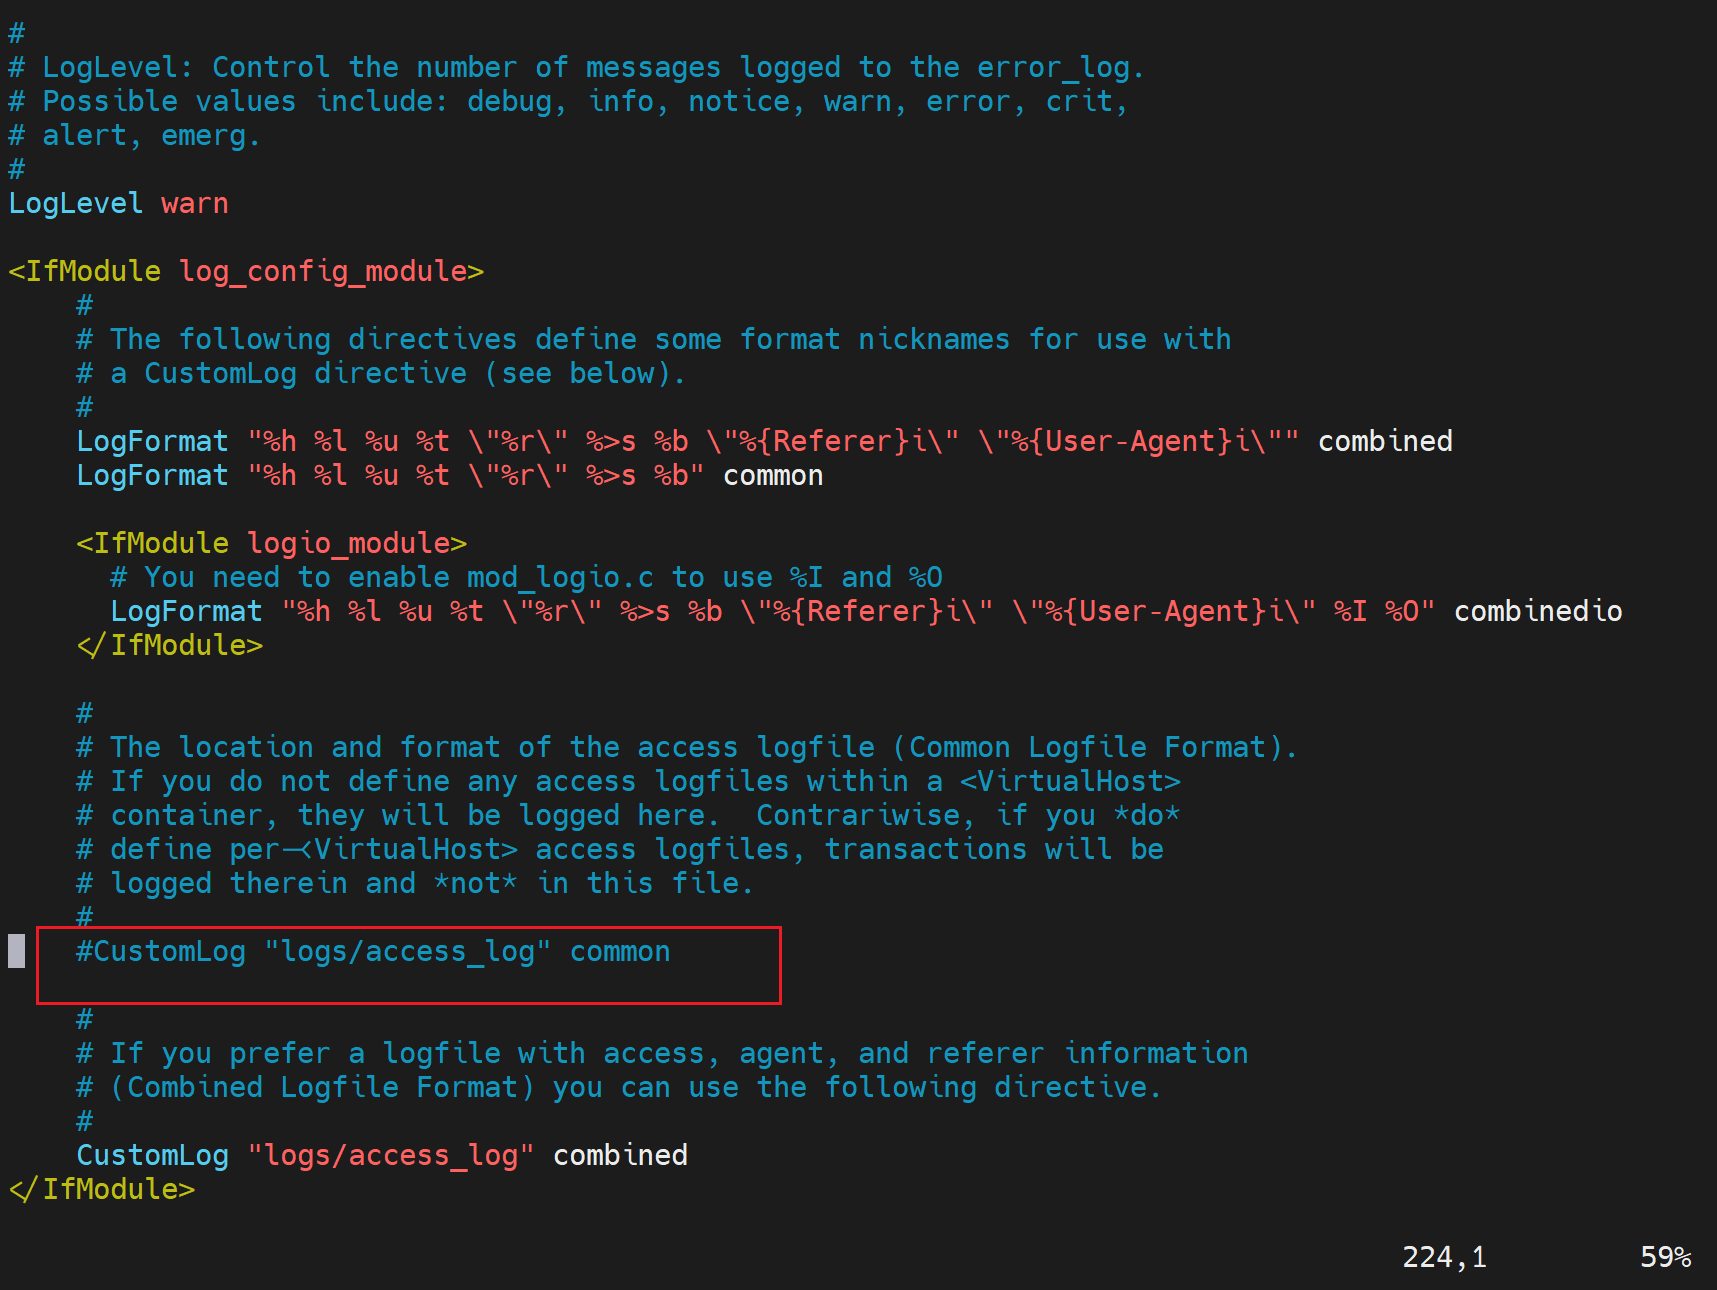 #
# LogLevel: Control the number of messages logged to the error_log.
# Possible values include: debug, info, notice, warn, error, crit,
# alert, emerg.
#
LogLevel warn
<IfModule log_config_module>
#
# The following directives define some format nicknames for use with
# a CustomLog directive (see below).
#
LogFormat "%h %l %u %t \"%r\" %>s %b \"%{Referer}i\" \"%{User-Agent}i\"" combined
LogFormat "%h %l %u %t \"%r\" %>s %b" common
<IfModule logio_module>
# You need to enable mod_logio.c to use %I and %O
LogFormat "%h %l %u %t \"%r\" %>s %b \"%{Referer}i\" \"%{User-Agent}i\" %I %O" combinedio
</IfModule>
#
# The location and format of the access logfile (Common Logfile Format).
# If you do not define any access logfiles within a <VirtualHost>
# container, they will be logged here.  Contrariwise, if you *do*
# define per-<VirtualHost> access logfiles, transactions will be
# logged therein and *not* in this file.
#
#CustomLog "logs/access_log" common
#
# If you prefer a logfile with access, agent, and referer information
# (Combined Logfile Format) you can use the following directive.
#
CustomLog "logs/access_log" combined
</IfModule>
224,1 59%